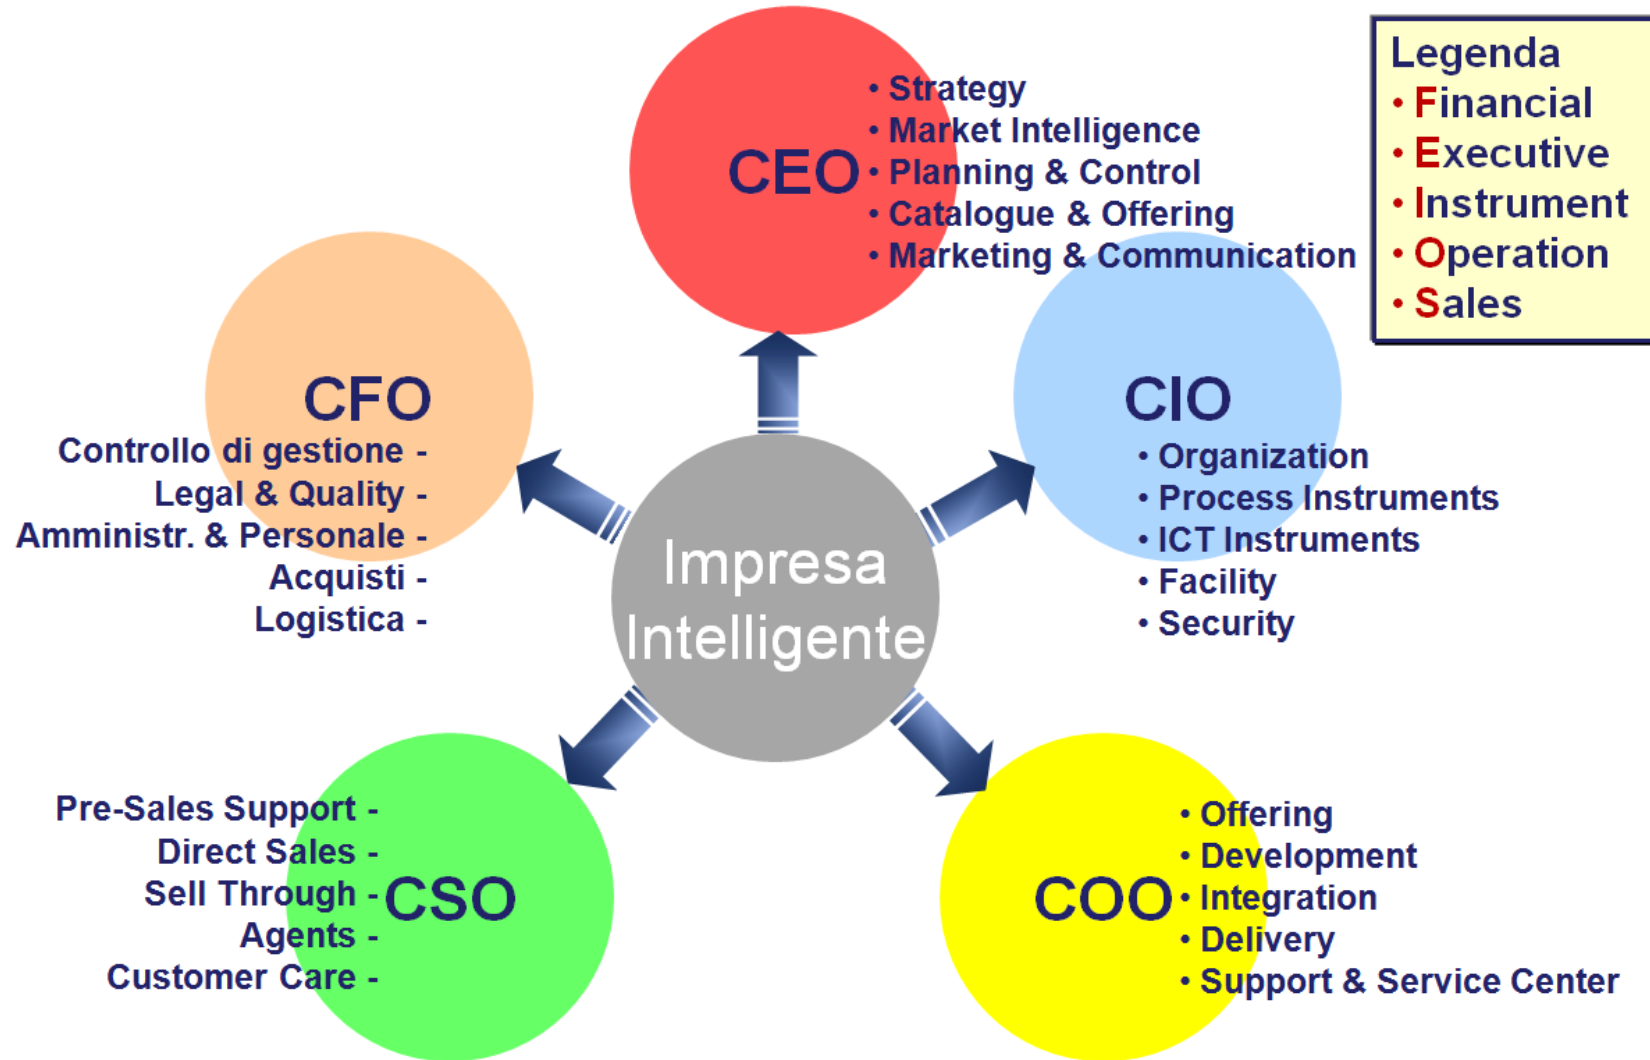 CEO
• Strategy
• Market Intelligence
• Planning & Control
• Catalogue & Offering
• Marketing & Communication
Legenda
• Financial
• Executive
• Instrument
• Operation
• Sales
CFO
Controllo di gestione -
Legal & Quality -
Amministr. & Personale -
Acquisti -
Logistica -
CIO
• Organization
• Process Instruments
• ICT Instruments
• Facility
• Security
Impresa
Intelligente
Pre-Sales Support -
Direct Sales -
Sell Through -
Agents -
Customer Care -
CSO
COO
• Offering
• Development
• Integration
• Delivery
• Support & Service Center